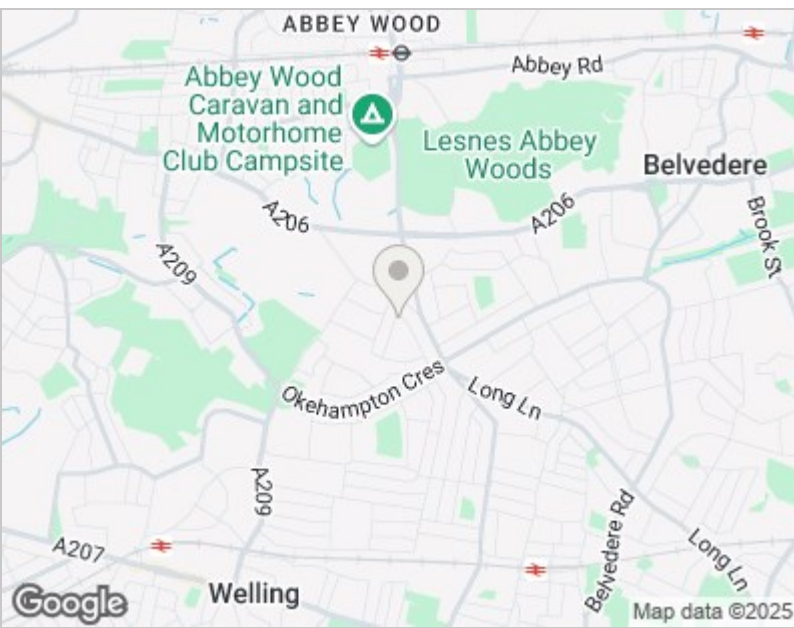 ABBEY WOOD
Abbey Rd
Abbey Wood
Caravan and
Motorhome
Club Campsite
Lesnes Abbey
Woods
Belvedere
A206
A206
Brook St
A209
Okehampton Cres
Long Ln
A209
Belvedere Rd
A207
Long Ln
Welling
Google
Map data ©2025